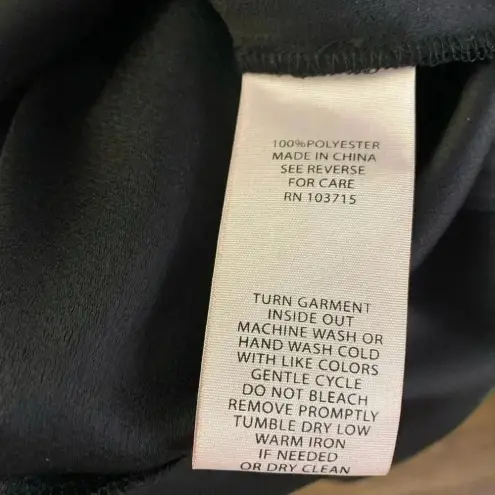 100%POLYESTER
MADE IN CHINA
SEE REVERSE
FOR CARE
RN 103715
TURN GARMENT
INSIDE OUT
MACHINE WASH OR
HAND WASH COLD
WITH LIKE COLORS
GENTLE CYCLE
DO NOT BLEACH
REMOVE PROMPTLY
TUMBLE DRY LOW
WARM IRON
IF NEEDED
OR DRY CLEAN